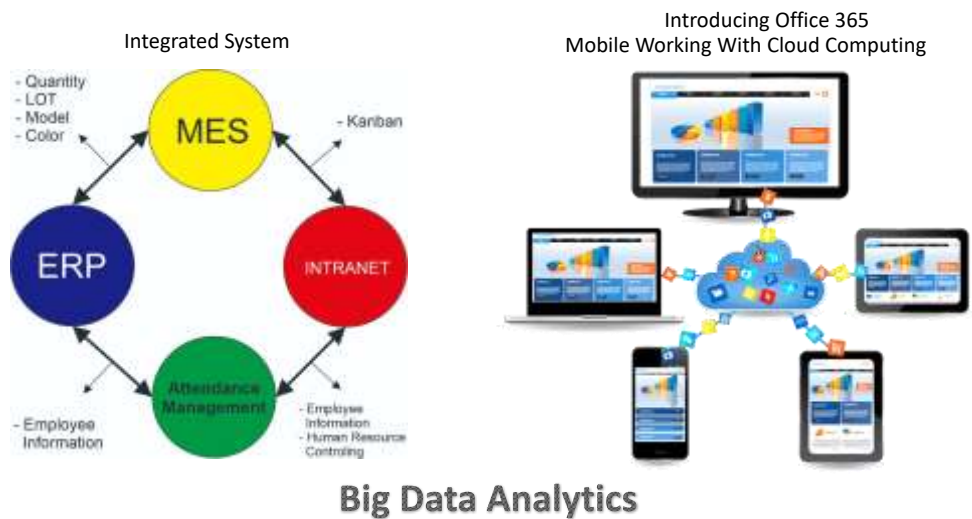 Integrated System
- Quantity
- LOT
- Model
- Color
MES
- Kanban
ERP
INTRANET
Attendance
Management
- Employee
Information
- Employee
Information
- Human Resource
Controling
Introducing Office 365
Mobile Working With Cloud Computing
Big Data Analytics